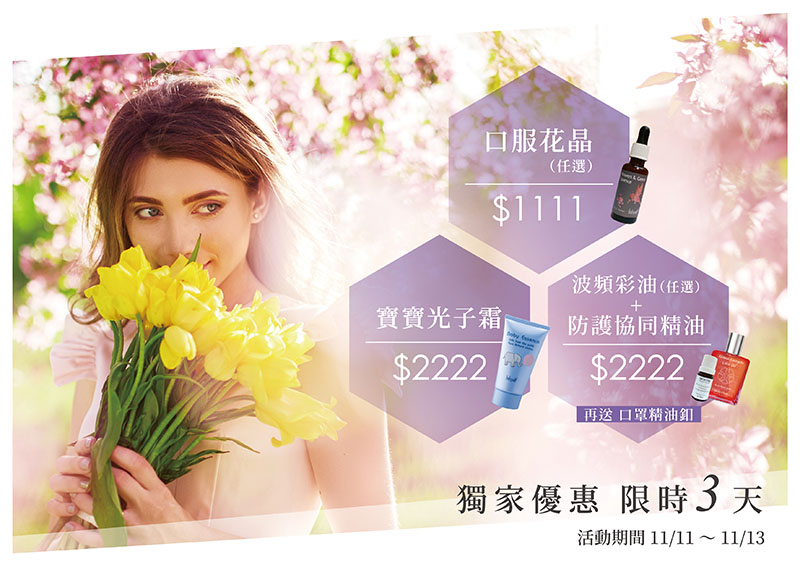 口服花晶
（任選）
$1111
寶寶光子霜
$2222
Baby Essence
波頻彩油(任選)
+
防護協同精油
$2222
再送 口罩精油釦
獨家優惠 限時3天
活動期間 11/11 ～ 11/13